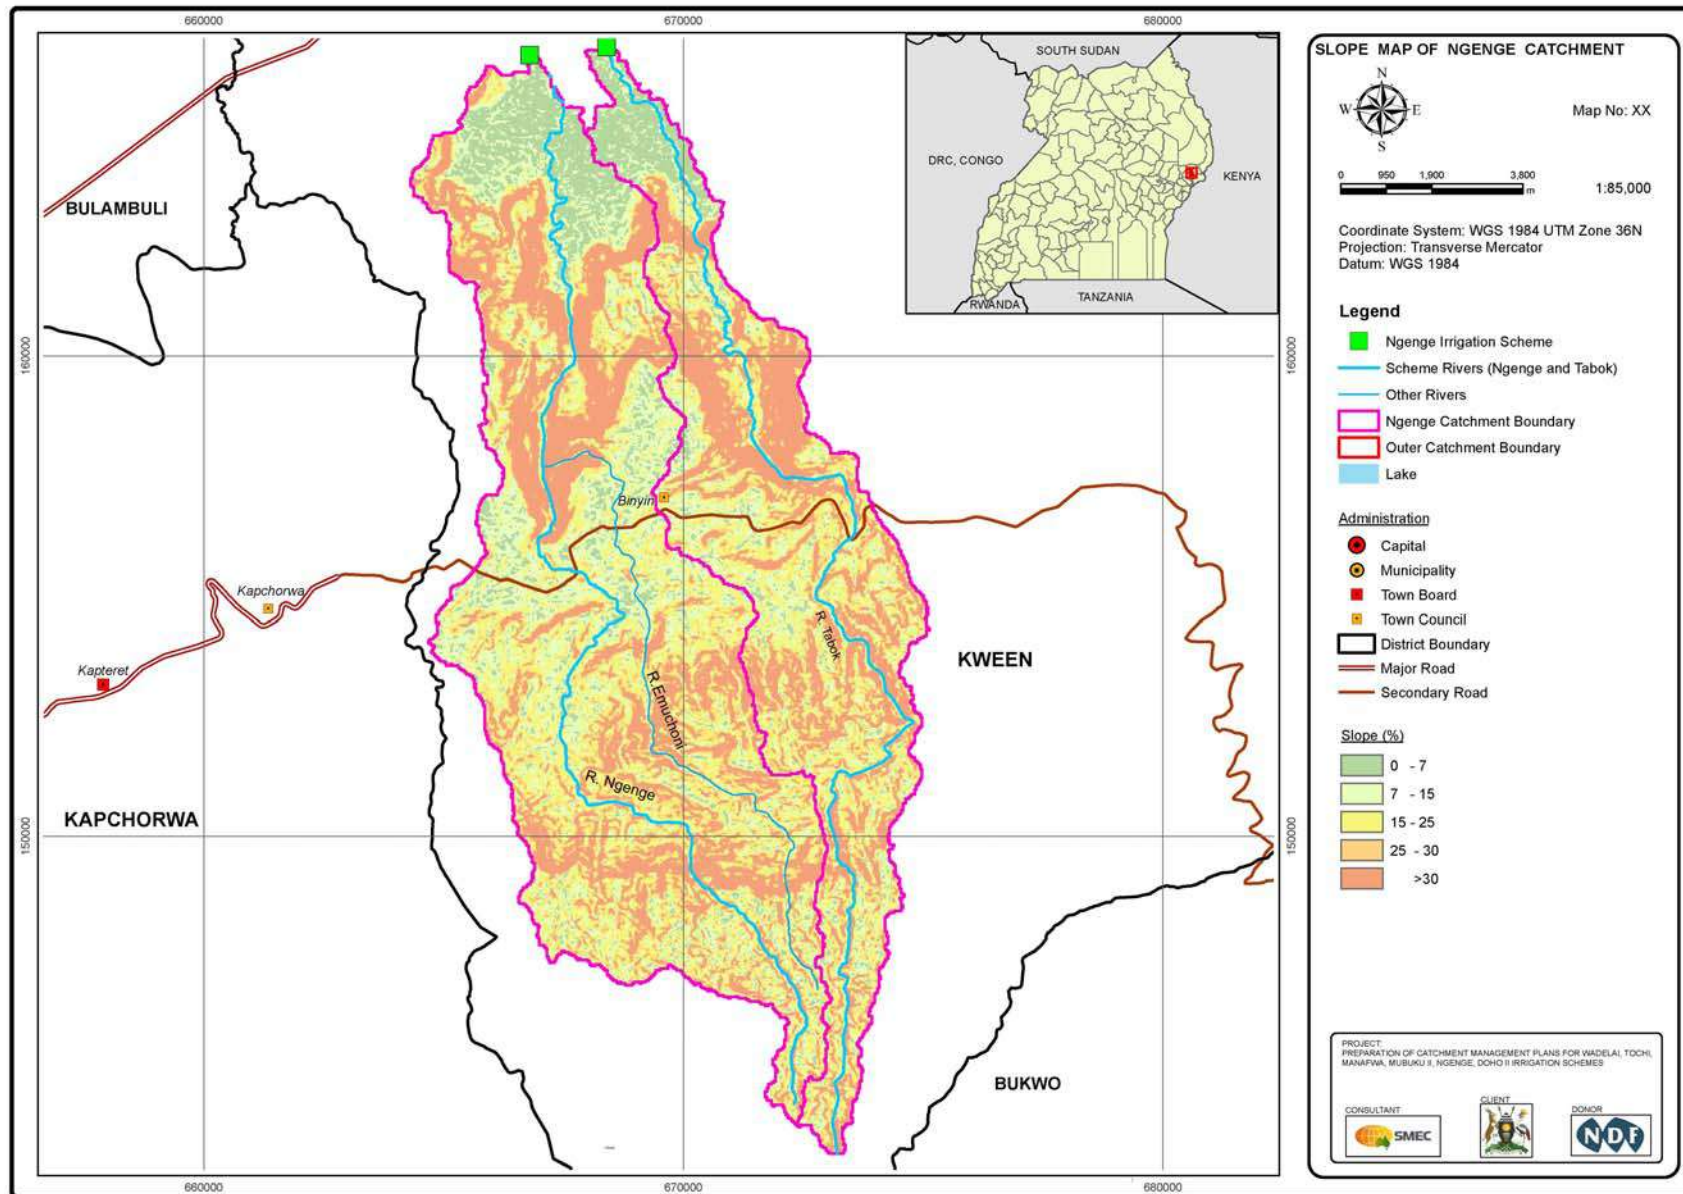 660000
670000
680000
160000
150000
160000
150000
660000
670000
680000
BULAMBULI
KAPCHORWA
KWEEN
BUKWO
Kapchorwa
Kapteret
Binyin
R. Tabok
R.Emuchoni
R. Ngenge
SOUTH SUDAN
DRC, CONGO
KENYA
RWANDA
TANZANIA
SLOPE MAP OF NGENGE CATCHMENT
N
W
E
S
Map No: XX
0 950 1,900 3,800
m
1:85,000
Coordinate System: WGS 1984 UTM Zone 36N
Projection: Transverse Mercator
Datum: WGS 1984
Legend
Ngenge Irrigation Scheme
Scheme Rivers (Ngenge and Tabok)
Other Rivers
Ngenge Catchment Boundary
Outer Catchment Boundary
Lake
Administration
Capital
Municipality
Town Board
Town Council
District Boundary
Major Road
Secondary Road
Slope (%)
0 - 7
7 - 15
15 - 25
25 - 30
>30
PROJECT:
PREPARATION OF CATCHMENT MANAGEMENT PLANS FOR WADELAI, TOCHI,
MANAFWA, MUBUKU II, NGENGE, DOHO II IRRIGATION SCHEMES
CONSULTANT
SMEC
CLIENT
DONOR
NDF